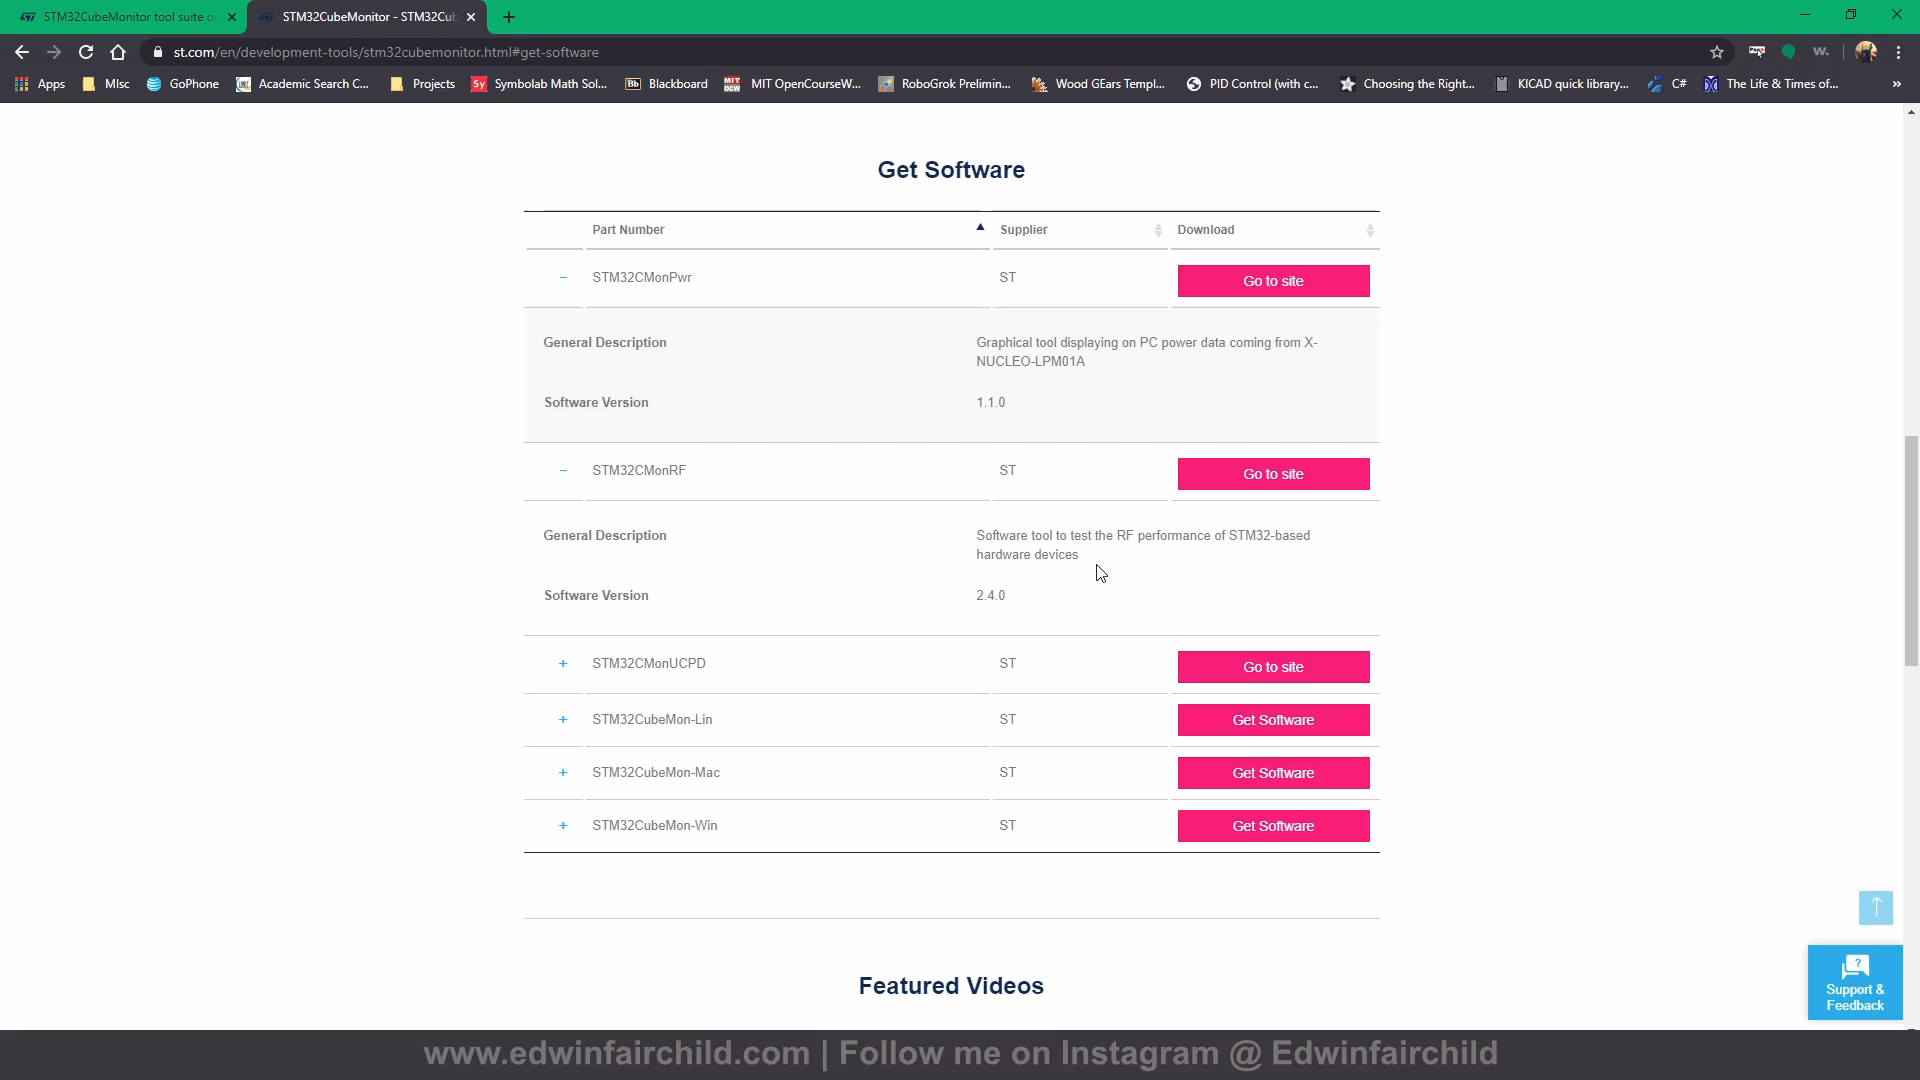 STM32CubeMonitor tool suite o
STM32CubeMonitor - STM32Cub
st.com/en/development-tools/stm32cubemonitor.html#get-software
Apps
MIsc
GoPhone
Academic Search C...
Projects
Sy
Symbolab Math Sol...
Bb
Blackboard
MIT OpenCourseW...
RoboGrok Prelimin...
Wood GEars Templ...
PID Control (with c...
Choosing the Right...
KICAD quick library...
C#
The Life & Times of...
Get Software
Part Number Supplier Download
STM32CMonPwr ST Go to site
General Description Graphical tool displaying on PC power data coming from X-
NUCLEO-LPM01A
Software Version 1.1.0
STM32CMonRF ST Go to site
General Description Software tool to test the RF performance of STM32-based
hardware devices
Software Version 2.4.0
STM32CMonUCPD ST Go to site
STM32CubeMon-Lin ST Get Software
STM32CubeMon-Mac ST Get Software
STM32CubeMon-Win ST Get Software
Featured Videos
Support &
Feedback
www.edwinfairchild.com | Follow me on Instagram @ Edwinfairchild